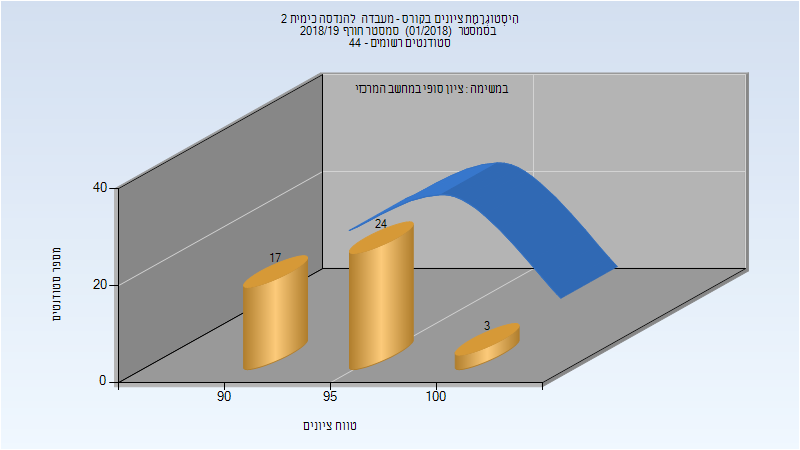 היסטוגרמת ציונים בקורס - מעבדה להנדסה כימית 2
בסמסטר (01/2018) סמסטר חורף 2018/19
סטודנטים רשומים - 44
במשימה : ציון סופי במחשב המרכזי
40
20
0
מספר סטודנטים
17
24
3
90
95
100
טווח ציונים